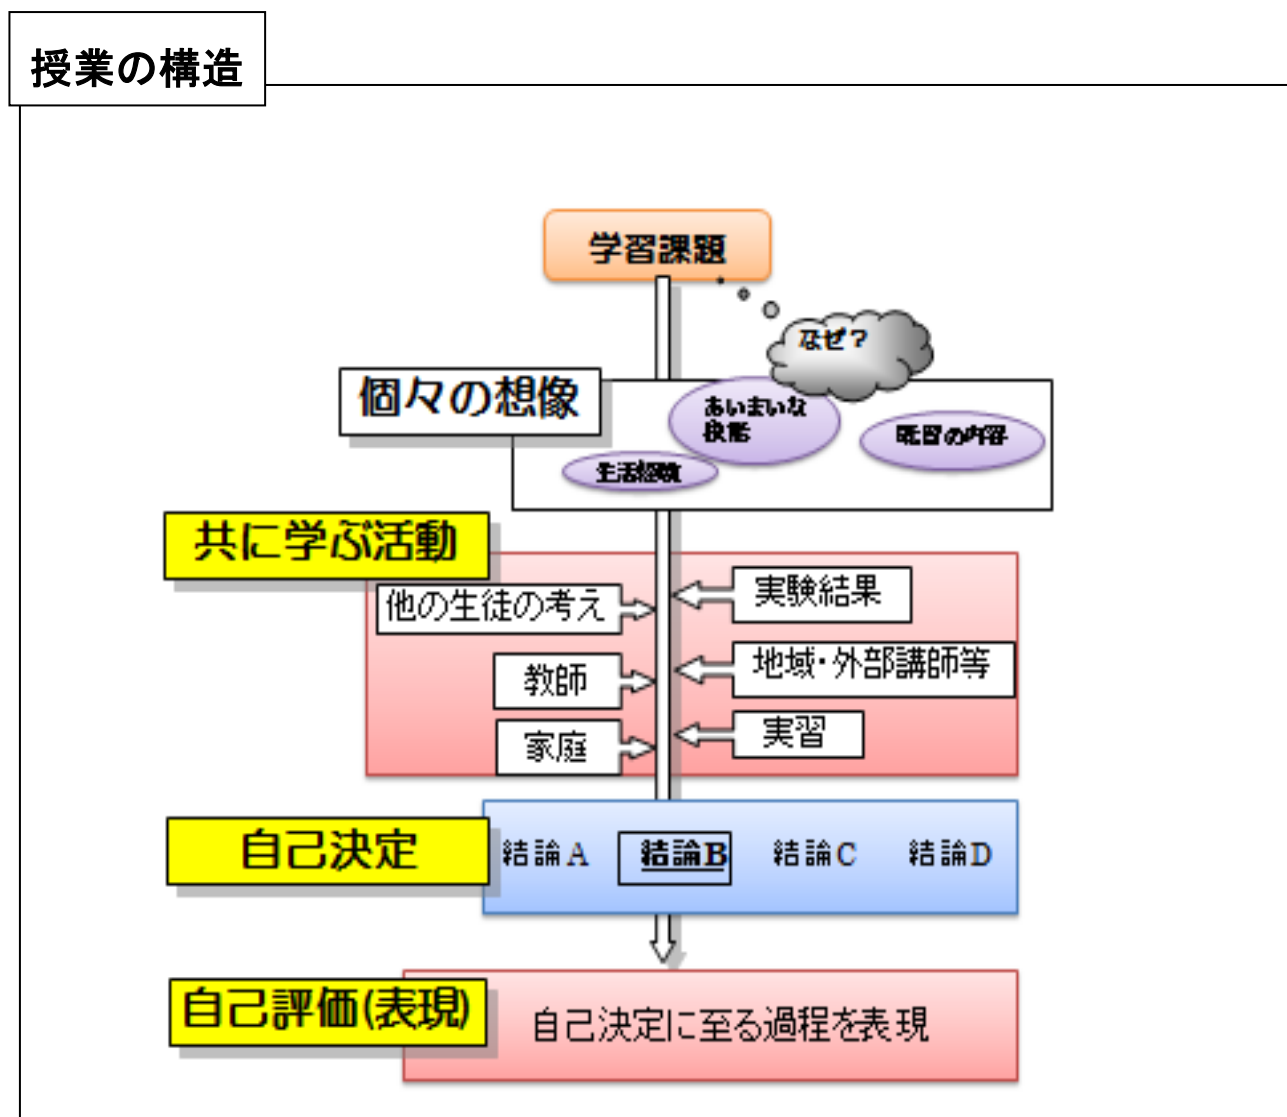 授業の構造
学習課題
なぜ?
個々の想像
あいまいな
既習の内容
生活経験
共に学ぶ活動
他の生徒の考え
実験結果
教師
地域・外部講師等
家庭
実習
自己決定
結論A 結論B 結論C 結論D
自己評価(表現)
自己決定に至る過程を表現